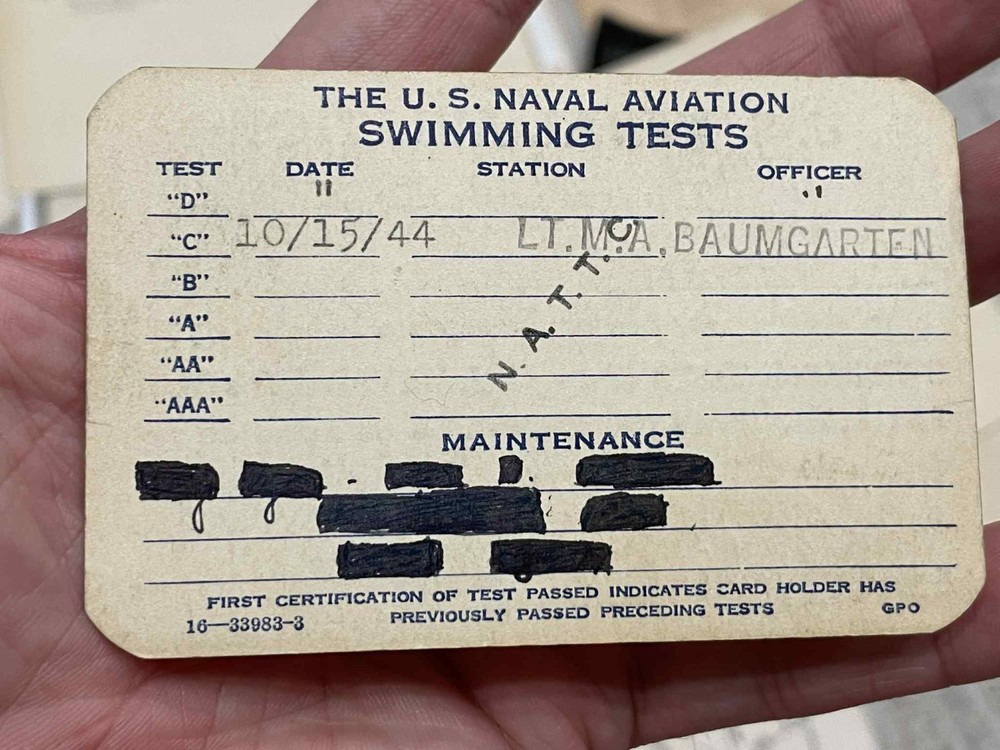 THE U. S. NAVAL AVIATION
SWIMMING TESTS
TEST DATE STATION OFFICER
"D" " "
"C" 10/15/44 LT.M.A.BAUMGARTEN
N. A. T. T. C
"B"
"A"
"AA"
"AAA"
MAINTENANCE
FIRST CERTIFICATION OF TEST PASSED INDICATES CARD HOLDER HAS
PREVIOUSLY PASSED PRECEDING TESTS
16—33983-3 GPO